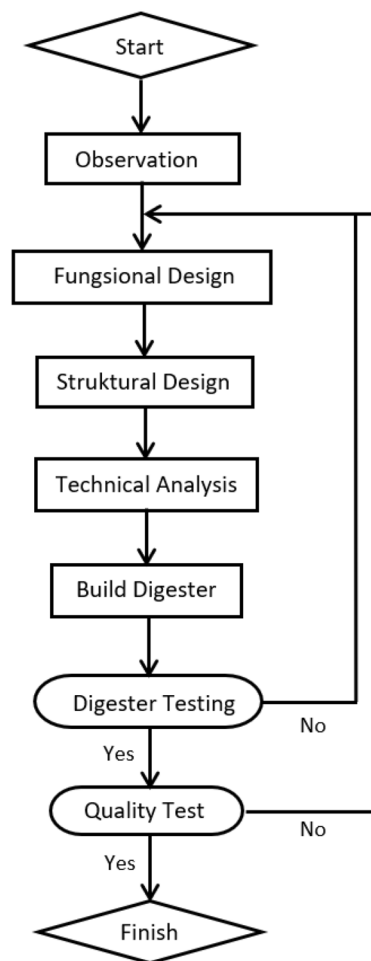 Start
Observation
Fungsional Design
Struktural Design
Technical Analysis
Build Digester
Digester Testing
No
Yes
Quality Test
No
Yes
Finish